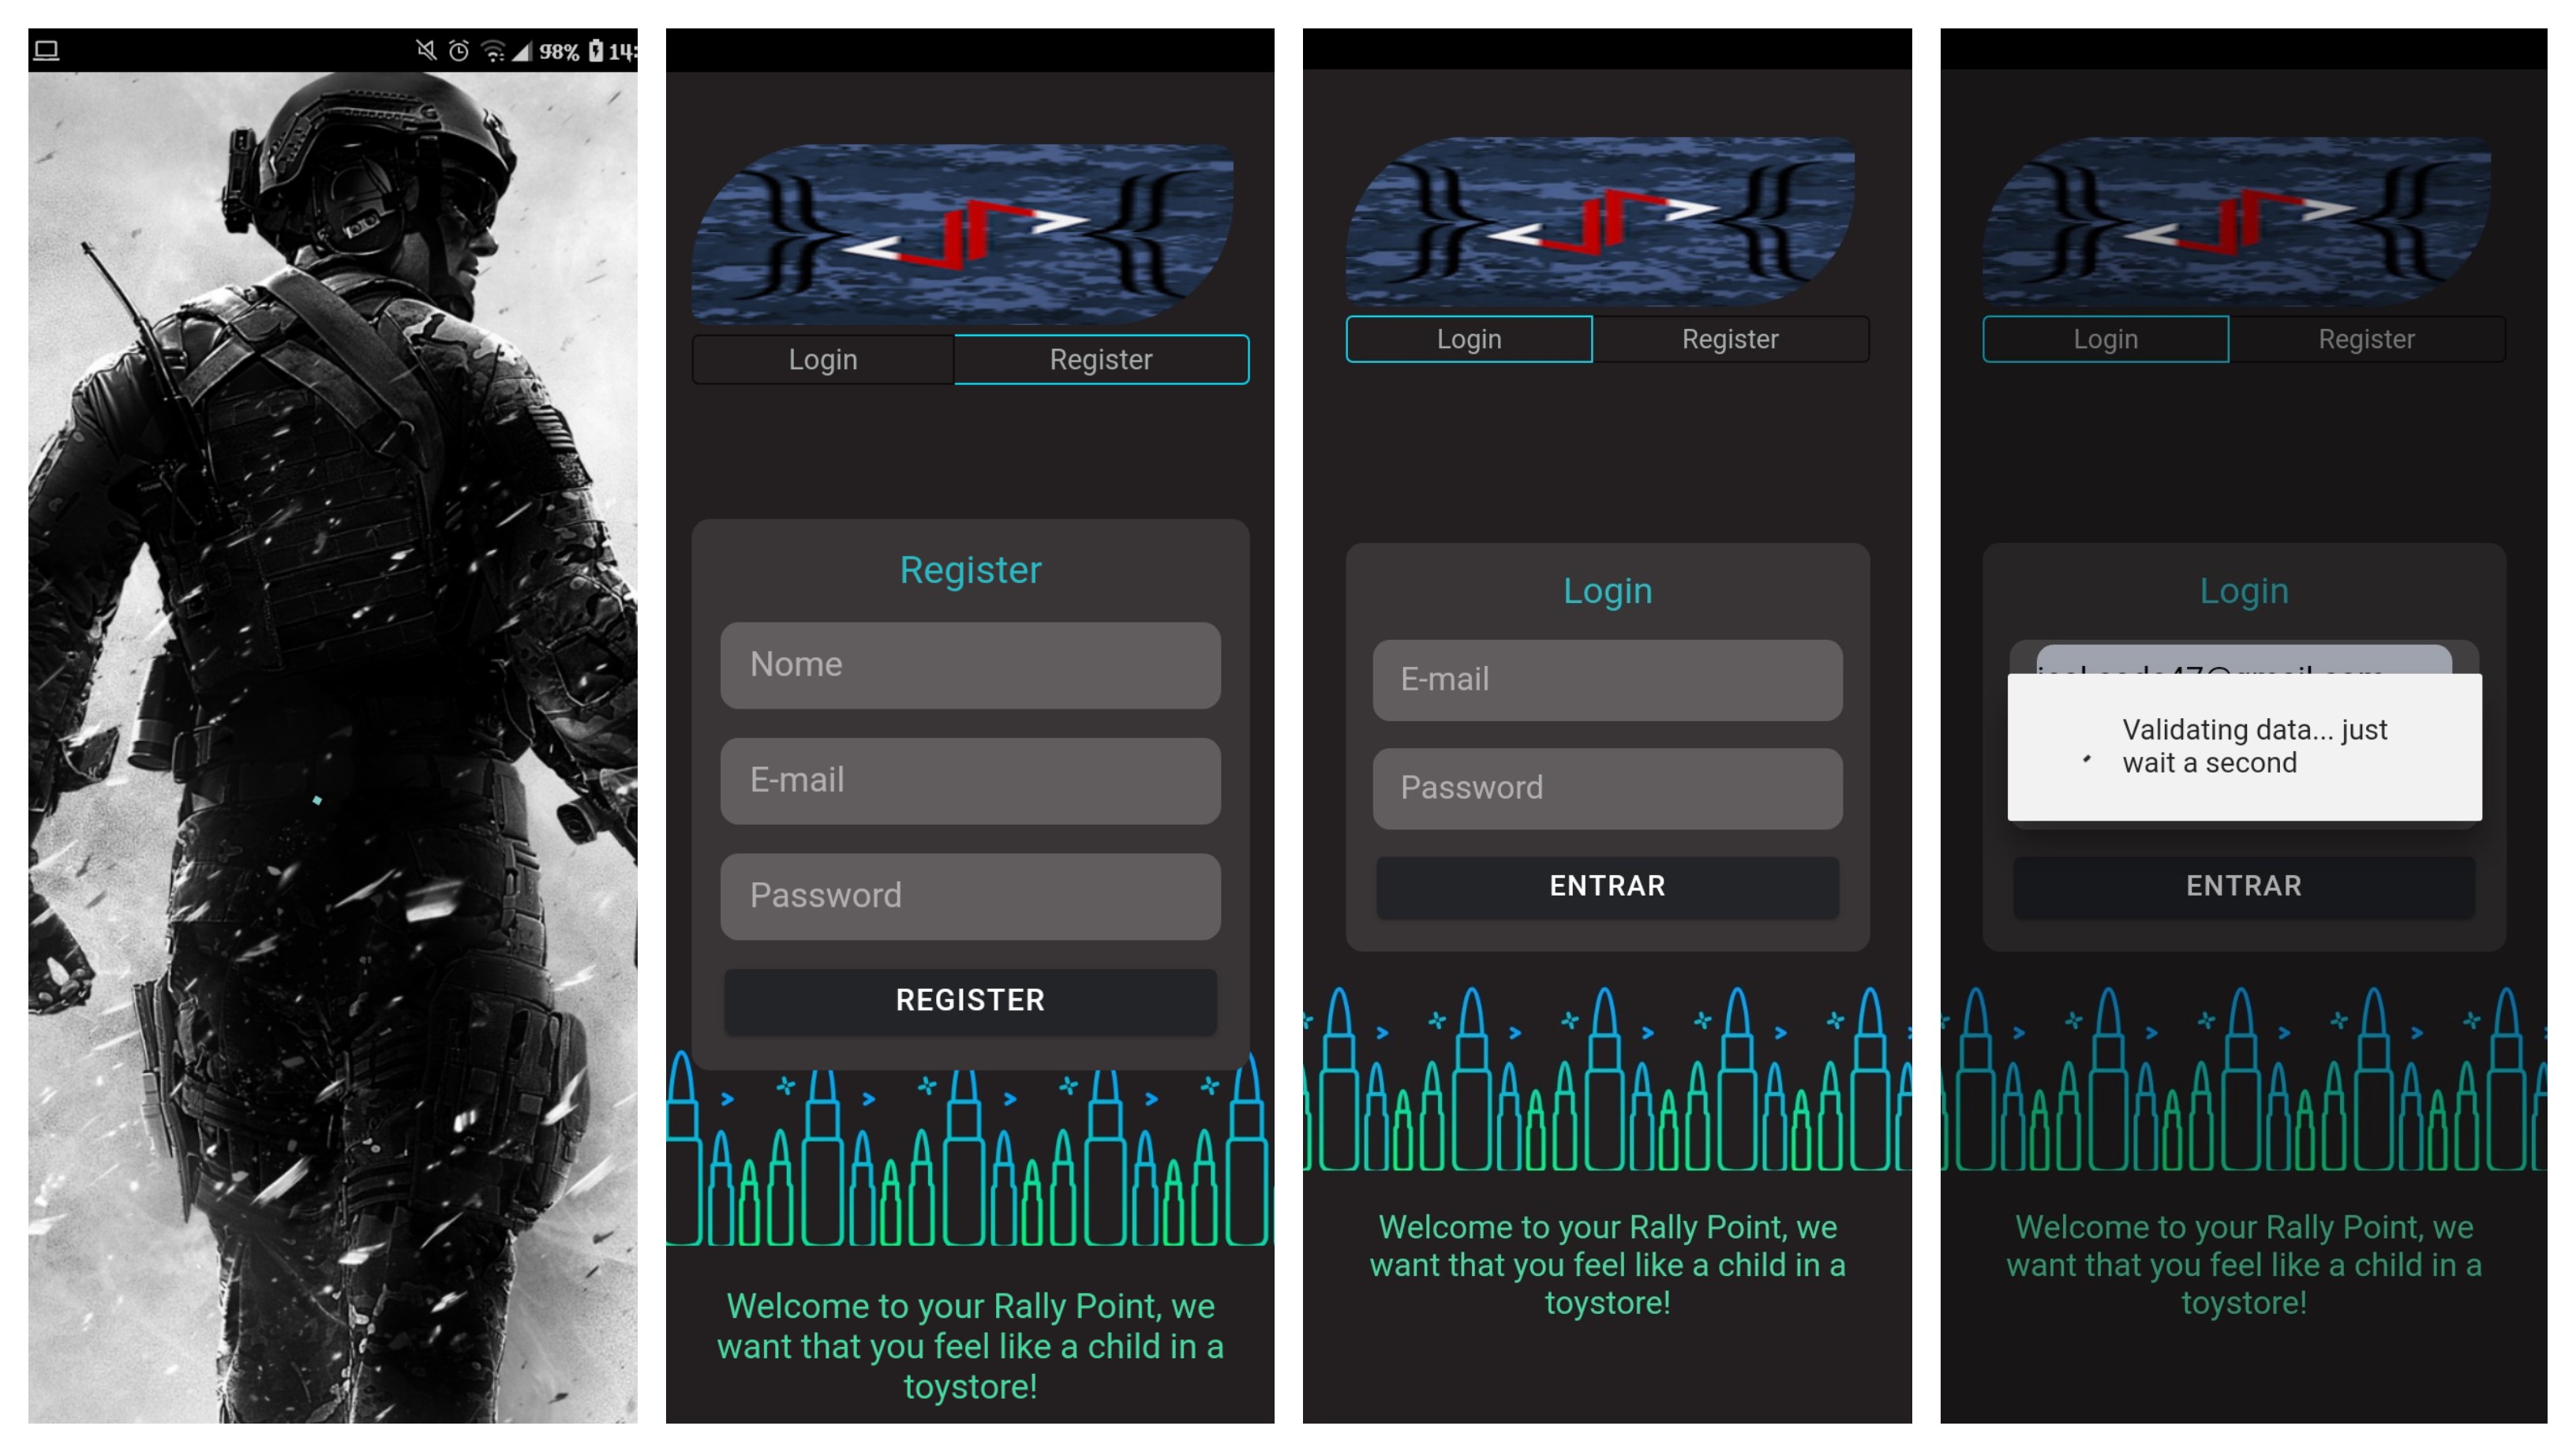 98% 14:
Login Register
Register
Nome
E-mail
Password
REGISTER
Welcome to your Rally Point, we
want that you feel like a child in a
toystore!
Login Register
Login
E-mail
Password
ENTRAR
Welcome to your Rally Point, we
want that you feel like a child in a
toystore!
Login Register
Login
Validating data... just
wait a second
ENTRAR
Welcome to your Rally Point, we
want that you feel like a child in a
toystore!